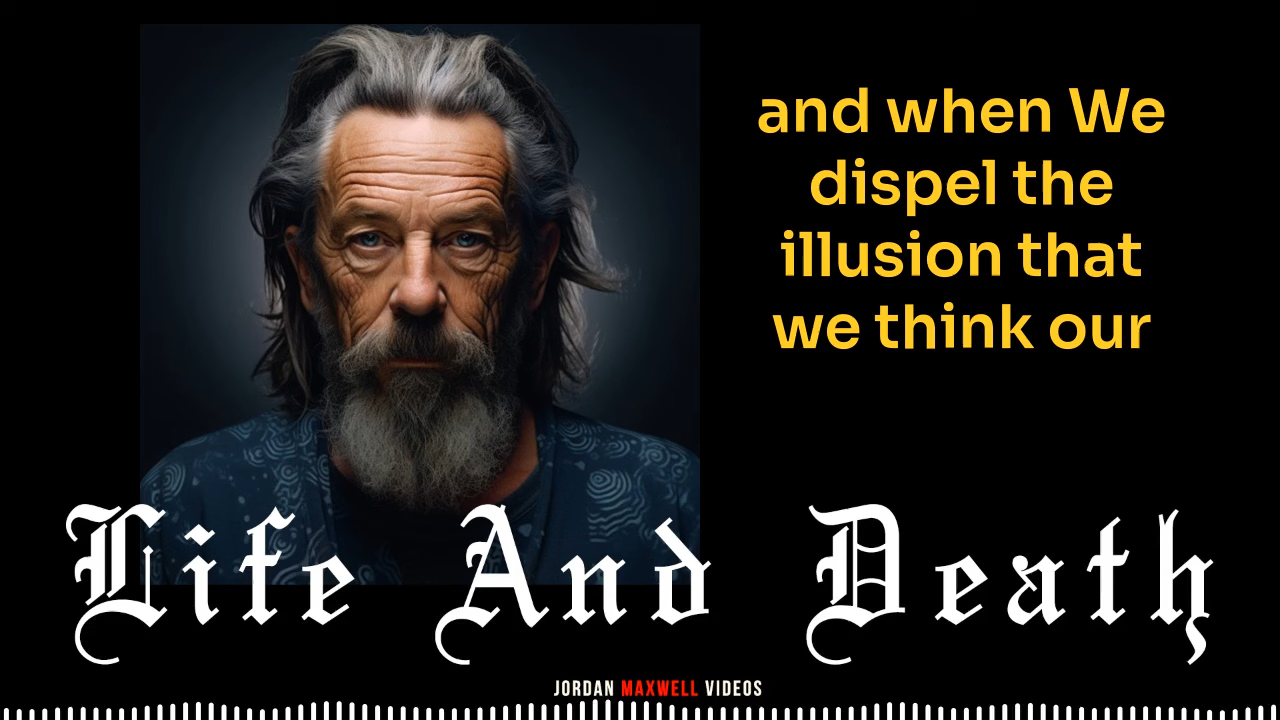 and when We
dispel the
illusion that
we think our
Life And Death
JORDAN MAXWELL VIDEOS